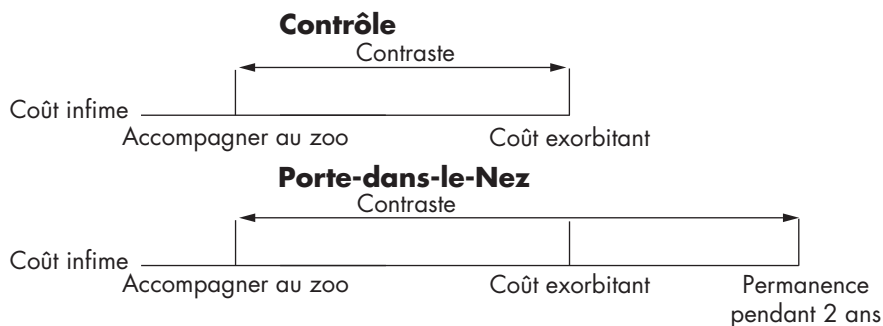 Contrôle
Contraste
Coût infime
Accompagner au zoo
Coût exorbitant
Porte-dans-le-Nez
Contraste
Coût infime
Accompagner au zoo
Coût exorbitant
Permanence
pendant 2 ans